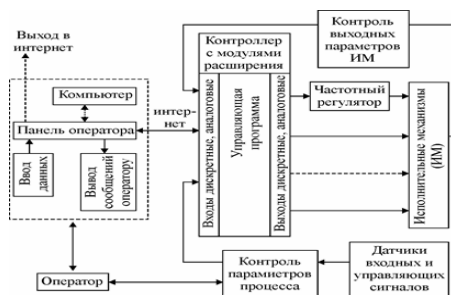 Выход в
интернет
Компьютер
Панель оператора
Ввод
данных
Вывод
сообщений
оператору
Оператор
интер-
нет
Контроллер
с модулями
расширения
Входы дискретные, аналоговые
Управляющая
программа
Выходы дискретные, аналоговые
Контроль
выходных
параметров
ИМ
Частотный
регулятор
Исполнительные механизмы
(ИМ)
Контроль
параметров
процесса
Датчики
входных и
управляющих
сигналов